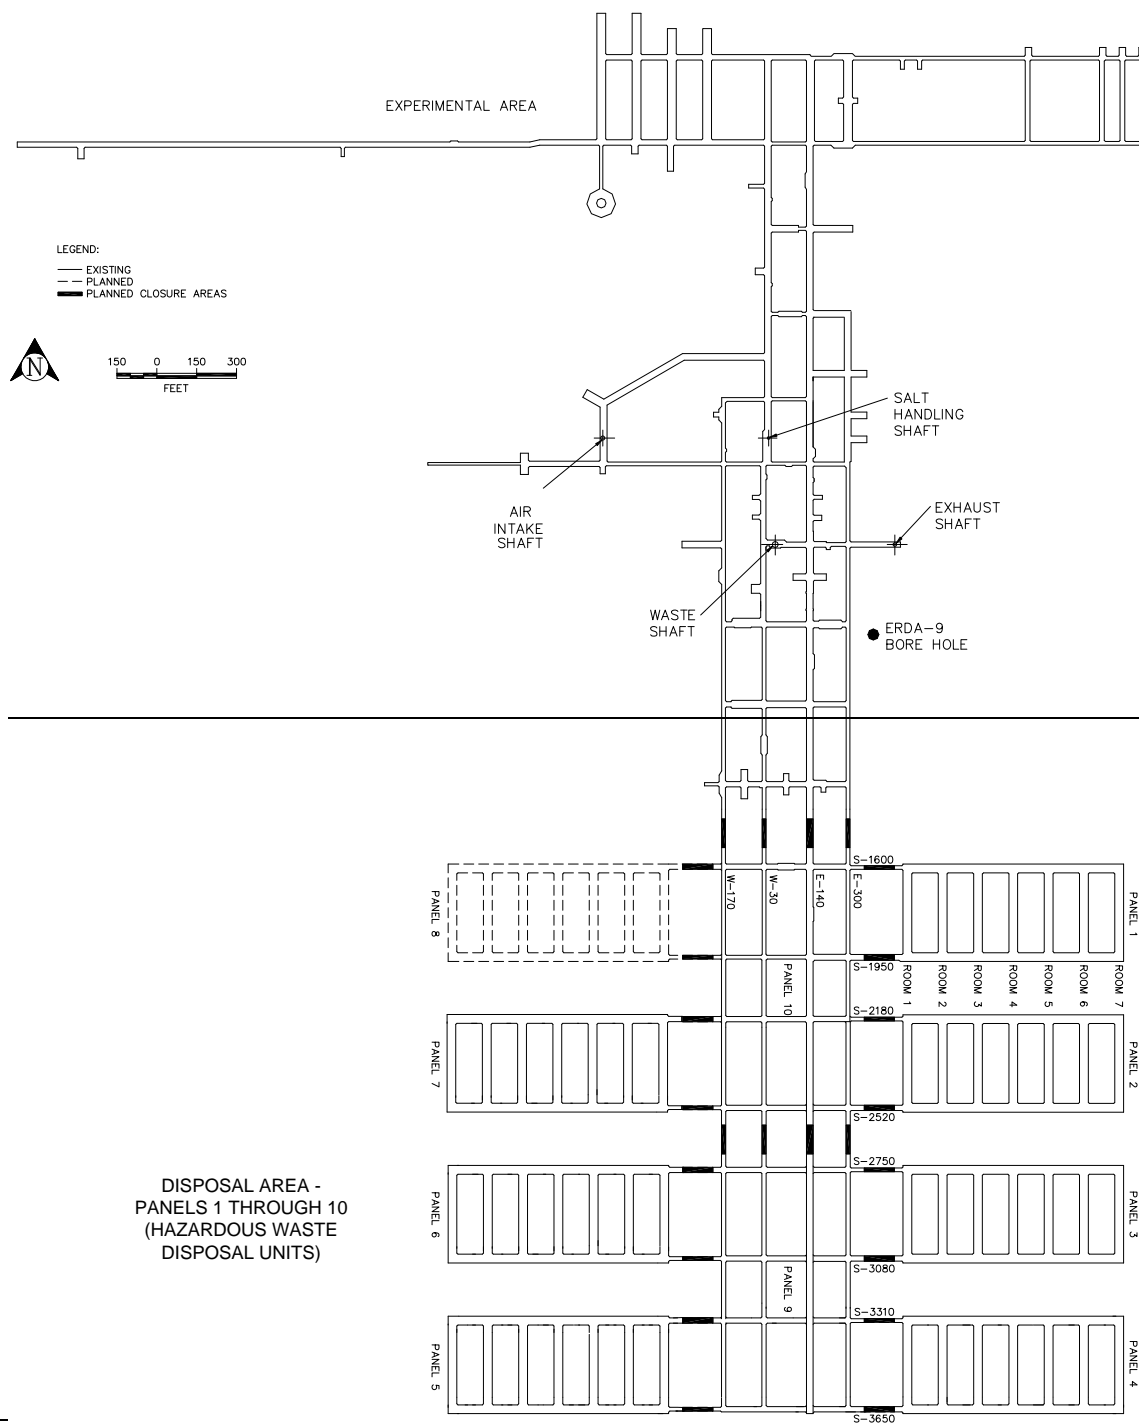 EXPERIMENTAL AREA
LEGEND:
EXISTING
PLANNED
PLANNED CLOSURE AREAS
N
150 0 150 300
FEET
SALT
HANDLING
SHAFT
AIR
INTAKE
SHAFT
EXHAUST
SHAFT
WASTE
SHAFT
ERDA-9
BORE HOLE
S-1600
W-170
W-30
E-140
E-300
PANEL 8
PANEL 1
S-1950
PANEL 10
ROOM 1
ROOM 2
ROOM 3
ROOM 4
ROOM 5
ROOM 6
ROOM 7
S-2180
PANEL 7
PANEL 2
S-2520
S-2750
DISPOSAL AREA -
PANELS 1 THROUGH 10
(HAZARDOUS WASTE
DISPOSAL UNITS)
PANEL 6
PANEL 3
S-3080
PANEL 9
S-3310
PANEL 5
PANEL 4
S-3650